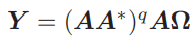 Y = (AA*)^q AΩ